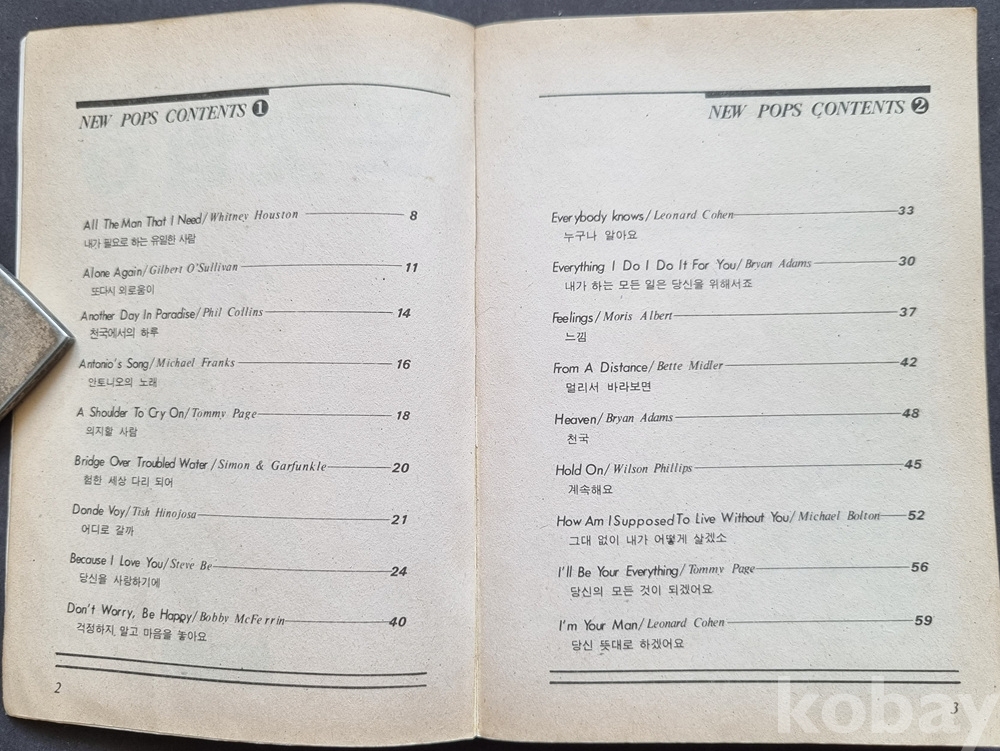 NEW POPS CONTENTS ❶
All The Man That I Need/Whitney Houston 8
내가 필요로 하는 유일한 사람
Alone Again/Gilbert O'Sullivan 11
또다시 외로움이
Another Day In Paradise/Phil Collins 14
천국에서의 하루
Antonio's Song/Michael Franks 16
안토니오의 노래
A Shoulder To Cry On/Tommy Page 18
의지할 사람
Bridge Over Troubled Water/Simon & Garfunkle 20
험한 세상 다리 되어
Donde Voy/Tish Hinojosa 21
어디로 갈까
Because I Love You/Steve Be 24
당신을 사랑하기에
Don't Worry, Be Happy/Bobby McFerrin 40
걱정하지 말고 마음을 놓아요
2
NEW POPS CONTENTS ❷
Everybody knows/Leonard Cohen 33
누구나 알아요
Everything I Do I Do It For You/Bryan Adams 30
내가 하는 모든 일은 당신을 위해서죠
Feelings/Moris Albert 37
느낌
From A Distance/Bette Midler 42
멀리서 바라보면
Heaven/Bryan Adams 48
천국
Hold On/Wilson Phillips 45
계속해요
How Am I Supposed To Live Without You/Michael Bolton 52
그대 없이 내가 어떻게 살겠소
I'll Be Your Everything/Tommy Page 56
당신의 모든 것이 되겠어요
I'm Your Man/Leonard Cohen 59
당신 뜻대로 하겠어요
3
kobay